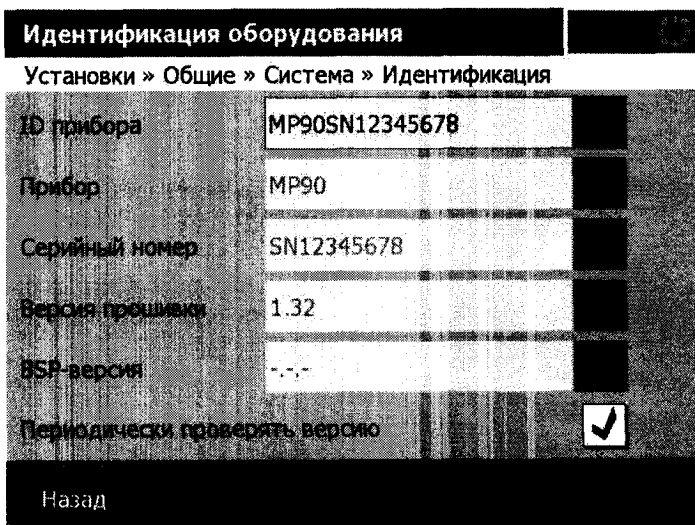 Идентификация оборудования
Установки » Общие » Система » Идентификация
ID прибора MP90SN12345678
Прибор MP90
Серийный номер SN12345678
Версия прошивки 1.32
BSP-версия -.-.-
Периодически проверять версию
Назад